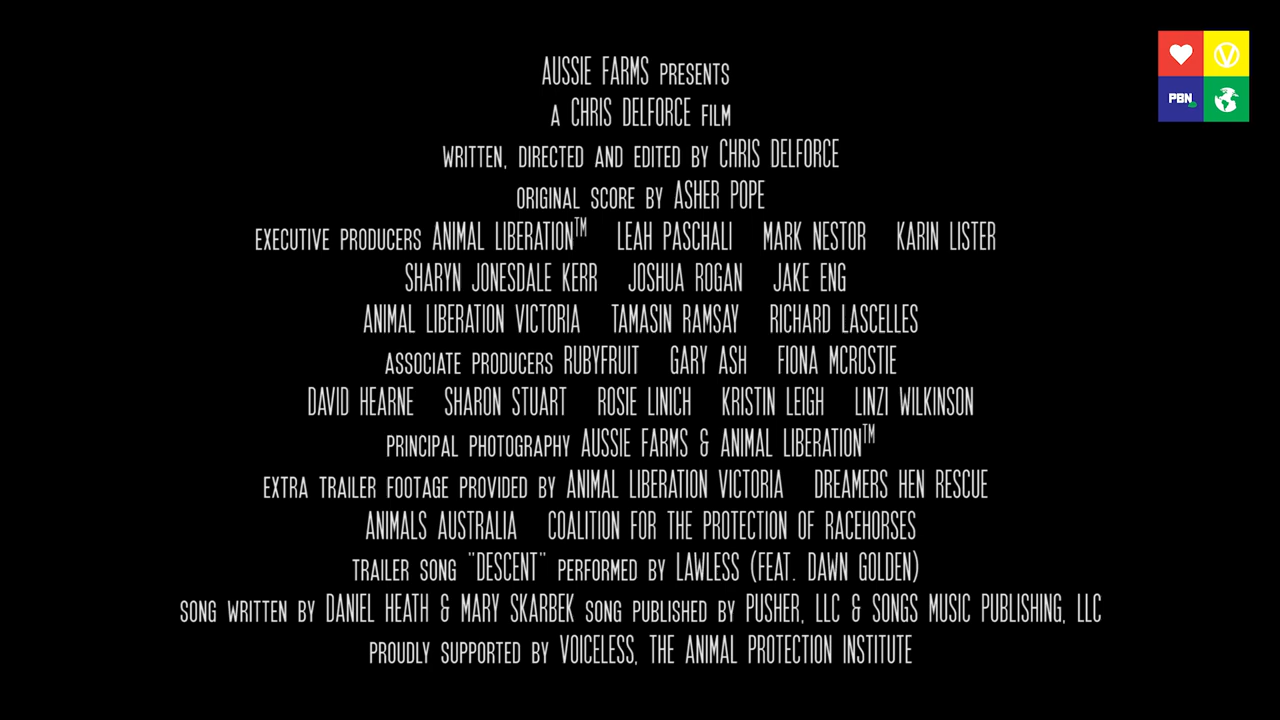 AUSSIE FARMS PRESENTS
A CHRIS DELFORCE FILM
WRITTEN, DIRECTED AND EDITED BY CHRIS DELFORCE
ORIGINAL SCORE BY ASHER POPE
EXECUTIVE PRODUCERS ANIMAL LIBERATION™ LEAH PASCHALI MARK NESTOR KARIN LISTER
SHARYN JONESDALE KERR JOSHUA ROGAN JAKE ENG
ANIMAL LIBERATION VICTORIA TAMASIN RAMSAY RICHARD LASCELLES
ASSOCIATE PRODUCERS RUBYFRUIT GARY ASH FIONA MCROSTIE
DAVID HEARNE SHARON STUART ROSIE LINICH KRISTIN LEIGH LINZI WILKINSON
PRINCIPAL PHOTOGRAPHY AUSSIE FARMS & ANIMAL LIBERATION™
EXTRA TRAILER FOOTAGE PROVIDED BY ANIMAL LIBERATION VICTORIA DREAMERS HEN RESCUE
ANIMALS AUSTRALIA COALITION FOR THE PROTECTION OF RACEHORSES
TRAILER SONG "DESCENT" PERFORMED BY LAWLESS (FEAT. DAWN GOLDEN)
SONG WRITTEN BY DANIEL HEATH & MARY SKARBEK SONG PUBLISHED BY PUSHER, LLC & SONGS MUSIC PUBLISHING, LLC
PROUDLY SUPPORTED BY VOICELESS, THE ANIMAL PROTECTION INSTITUTE
V
PBN